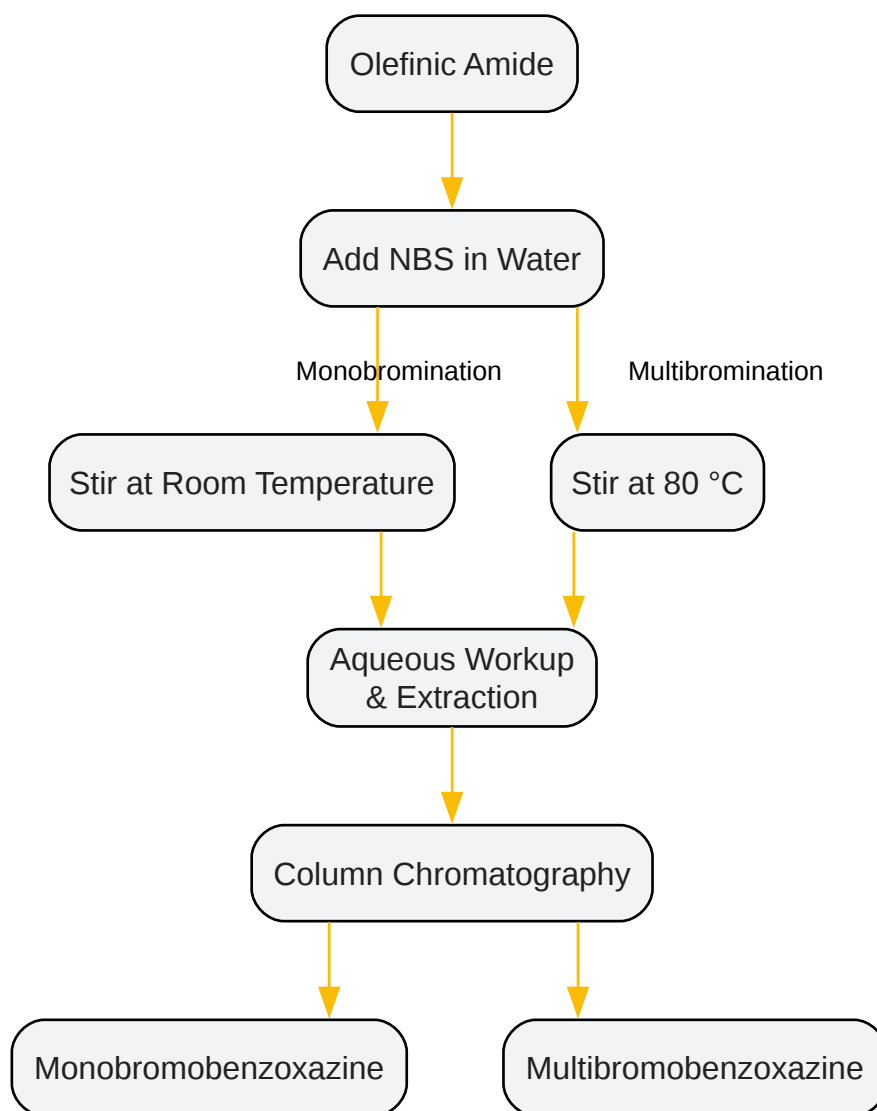 Olefinic Amide
Add NBS in Water
Monobromination
Multibromination
Stir at Room Temperature
Stir at 80 °C
Aqueous Workup
& Extraction
Column Chromatography
Monobromobenzoxazine
Multibromobenzoxazine